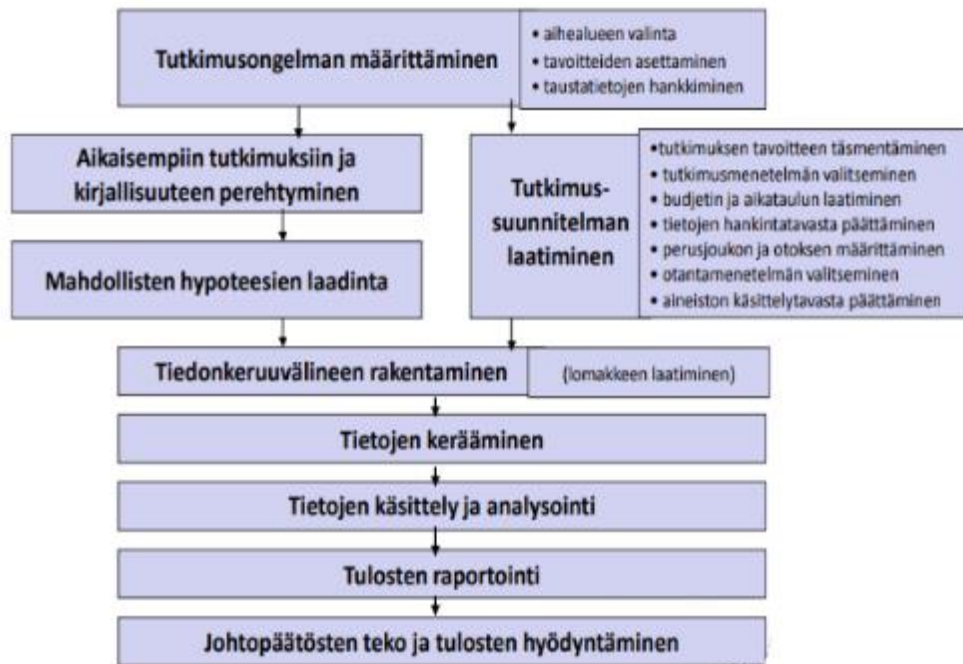 Tutkimusongelman määrittäminen
• aihealueen valinta
• tavoitteiden asettaminen
• taustatietojen hankkiminen
Aikaisempiin tutkimuksiin ja
kirjallisuuteen perehtyminen
Mahdollisten hypoteesien laadinta
Tutkimus-
suunnitelman
laatiminen
•tutkimuksen tavoitteen täsmentäminen
• tutkimusmenetelmän valitseminen
• budjetin ja aikataulun laatiminen
• tietojen hankintatavasta päättäminen
• perusjoukon ja otoksen määrittäminen
• otantamenetelmän valitseminen
• aineiston käsittelytavasta päättäminen
Tiedonkeruuvälineen rakentaminen
(lomakkeen laatiminen)
Tietojen kerääminen
Tietojen käsittely ja analysointi
Tulosten raportointi
Johtopäätösten teko ja tulosten hyödyntäminen